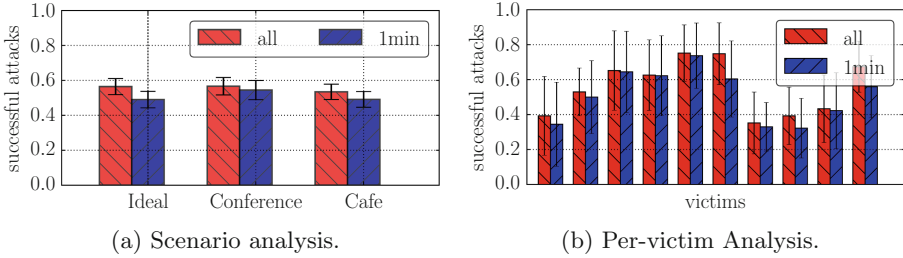 successful attacks
1.0
0.8
0.6
0.4
0.2
0.0
all
1min
Ideal
Conference
Cafe
(a) Scenario analysis.
successful attacks
1.0
0.8
0.6
0.4
0.2
0.0
all
1min
victims
(b) Per-victim Analysis.